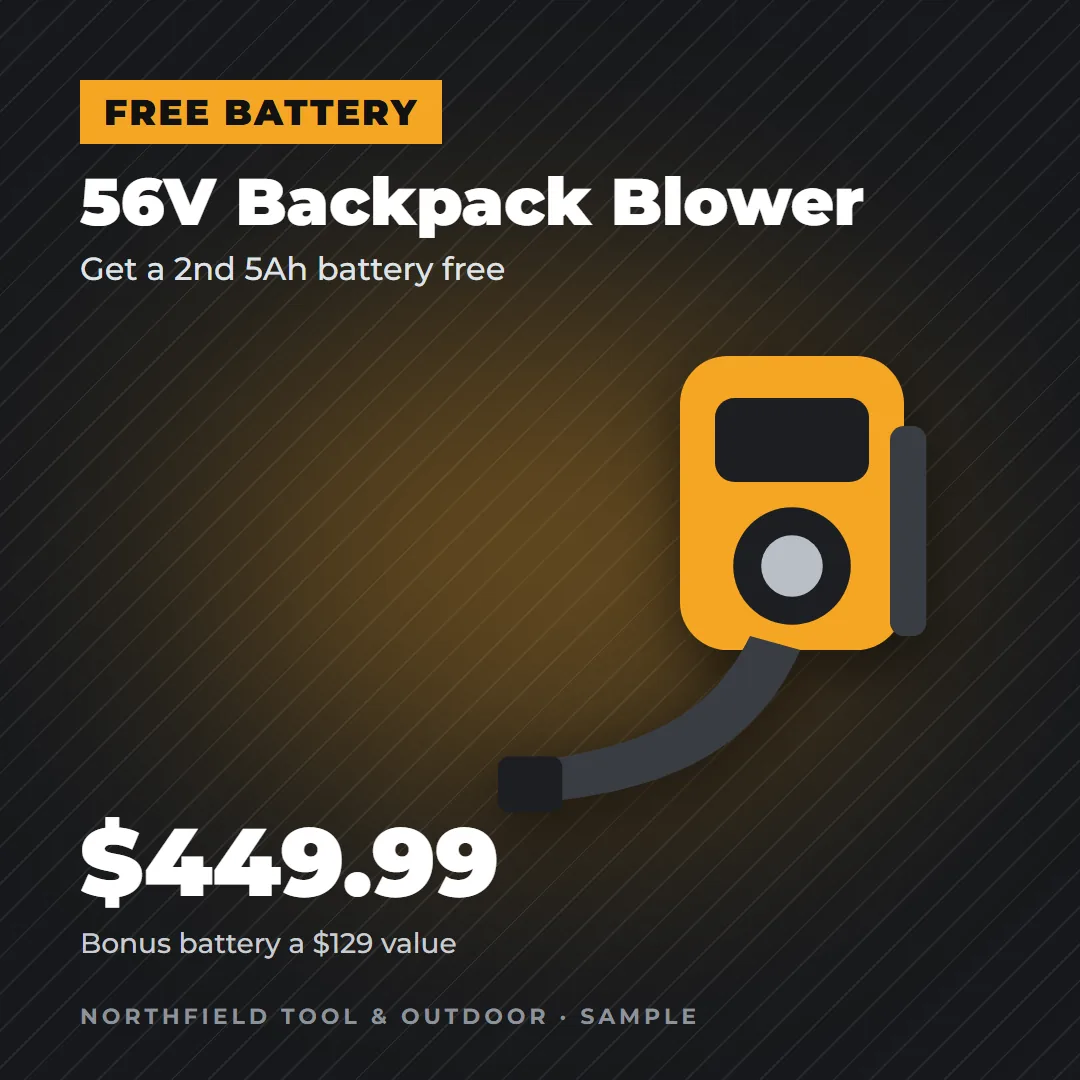 FREE BATTERY
56V Backpack Blower
Get a 2nd 5Ah battery free
$449.99
Bonus battery a $129 value
NORTHFIELD TOOL & OUTDOOR · SAMPLE